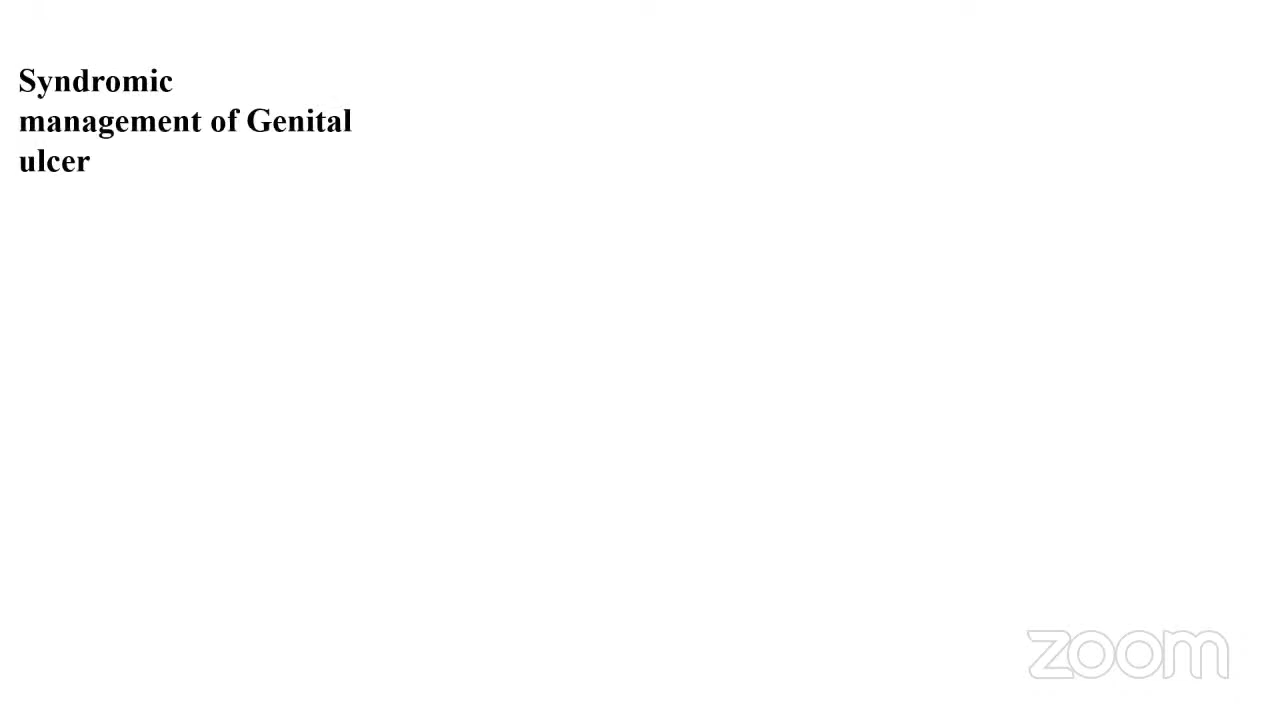 Syndromic
management of Genital
ulcer
zoom